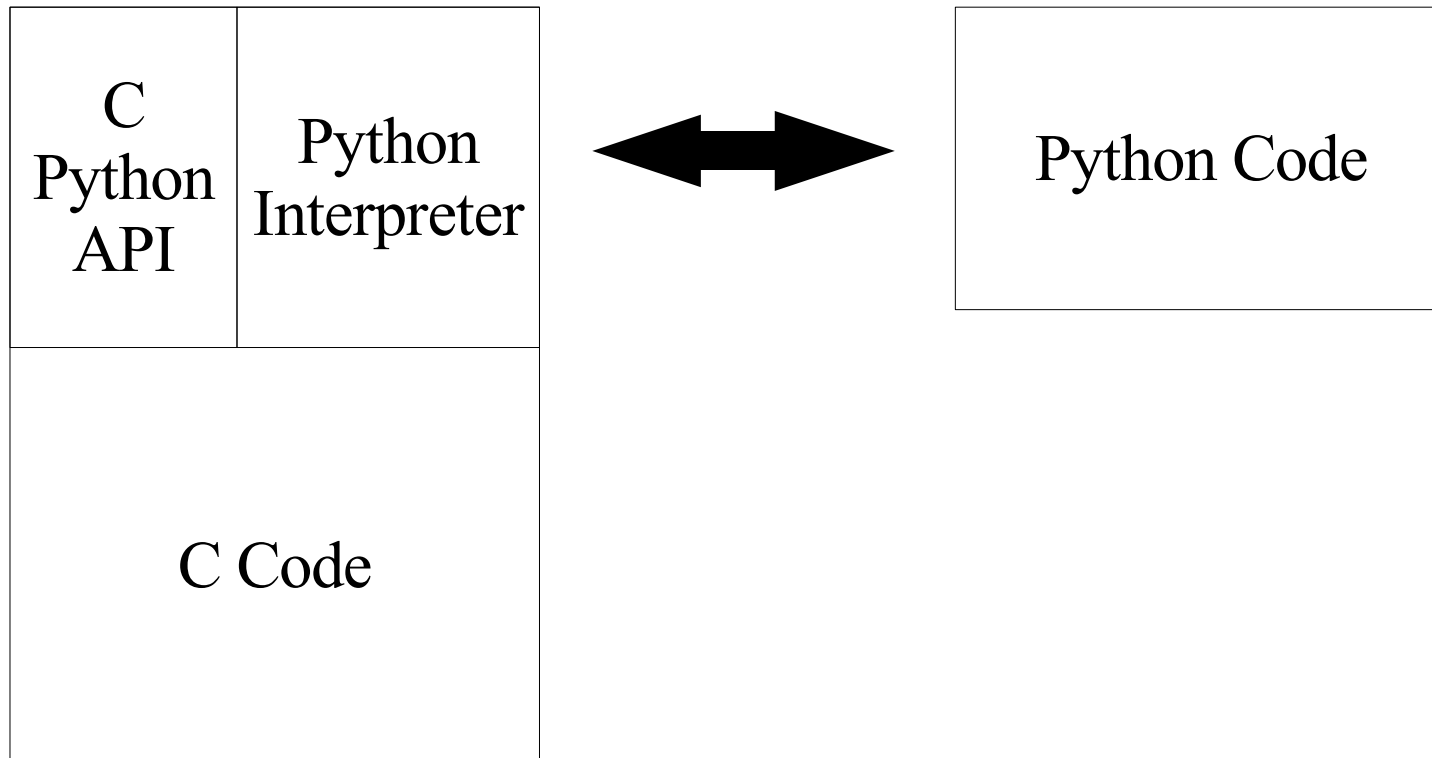 C
Python
API
Python
Interpreter
Python Code
C Code